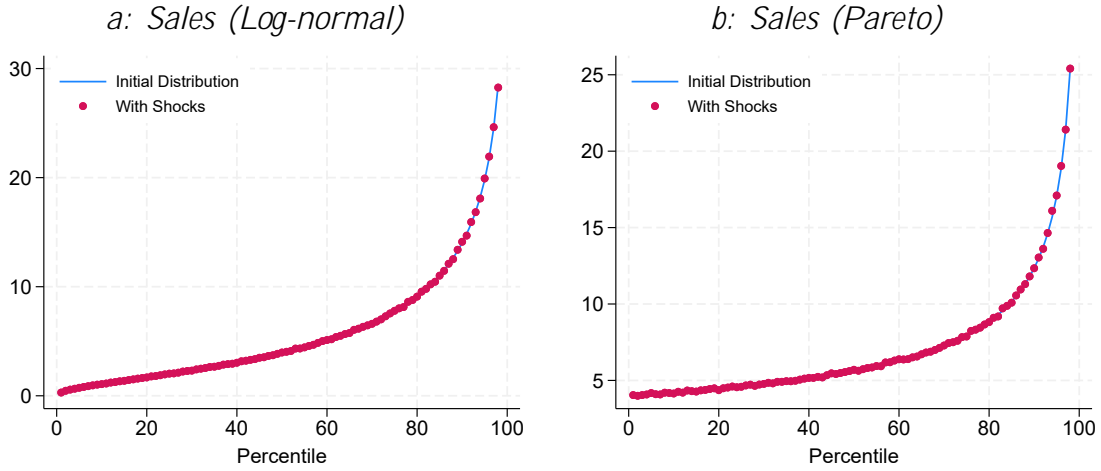 a: Sales (Log-normal)
30
20
10
0
Initial Distribution
With Shocks
0 20 40 60 80 100
Percentile
b: Sales (Pareto)
25
20
15
10
5
Initial Distribution
With Shocks
0 20 40 60 80 100
Percentile